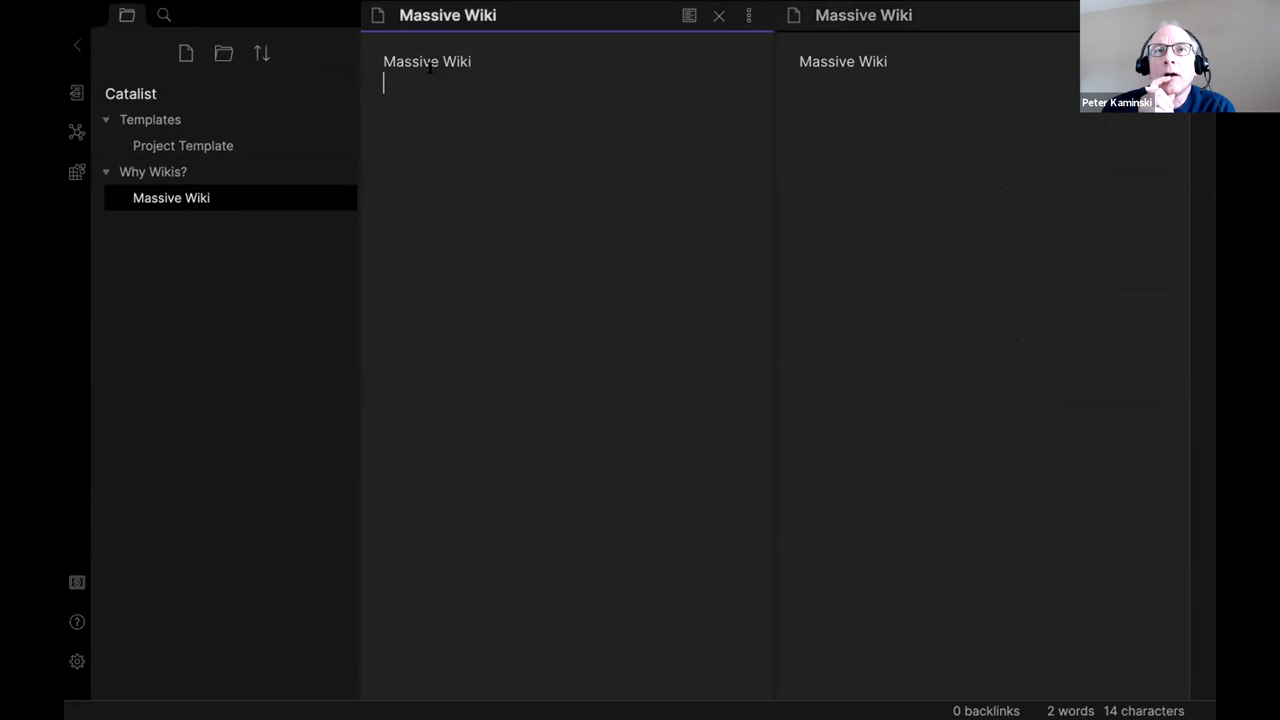 Massive Wiki
Massive Wiki
Catalist
Templates
Project Template
Why Wikis?
Massive Wiki
Massive Wiki
Massive Wiki
Peter Kaminski
0 backlinks
2 words
14 characters